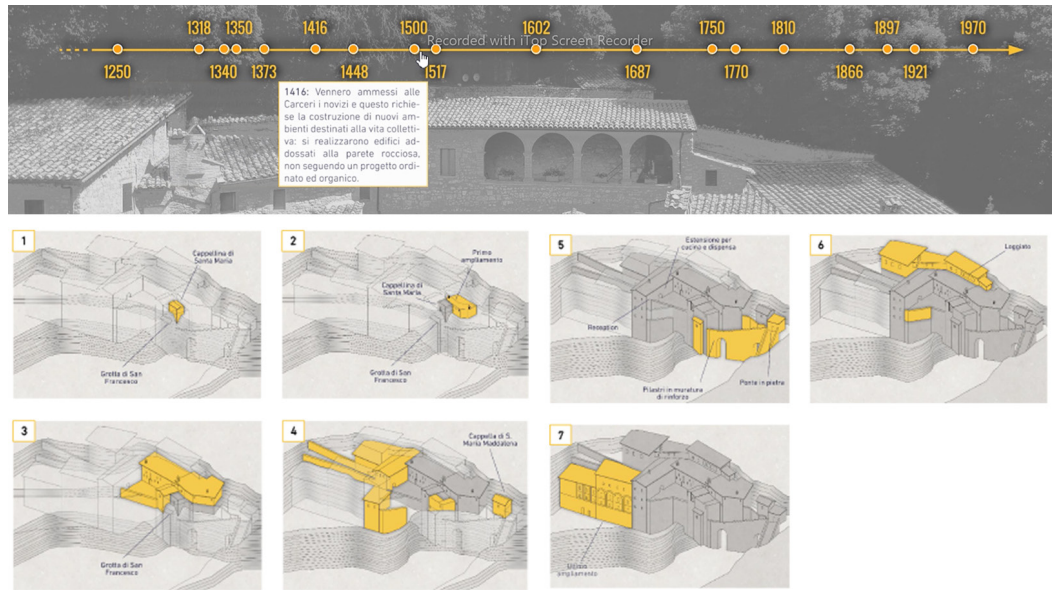 1318 1350 1416 1500 1602 1750 1810 1897 1970
Recorded with iTop Screen Recorder
1250 1340 1373 1448 1517 1687 1770 1866 1921
1416: Vennero ammessi alle
Carceri i novizi e questo richie-
se la costruzione di nuovi am-
bienti destinati alla vita colletti-
va: si realizzarono edifici ad-
dossati alla parete rocciosa,
non seguendo un progetto ordi-
nato ed organico.
1
Cappellina di
Santa Maria
Grotta di San
Francesco
2
Primo
ampliamento
Cappellina di
Santa Maria
Grotta di San
Francesco
5
Estensione per
cucina e dispensa
Reception
Pilastri in muratura
di rinforzo
Ponte in pietra
6
Loggiato
3
Grotta di San
Francesco
4
Cappella di S.
Maria Maddalena
7
Ultimo
ampliamento